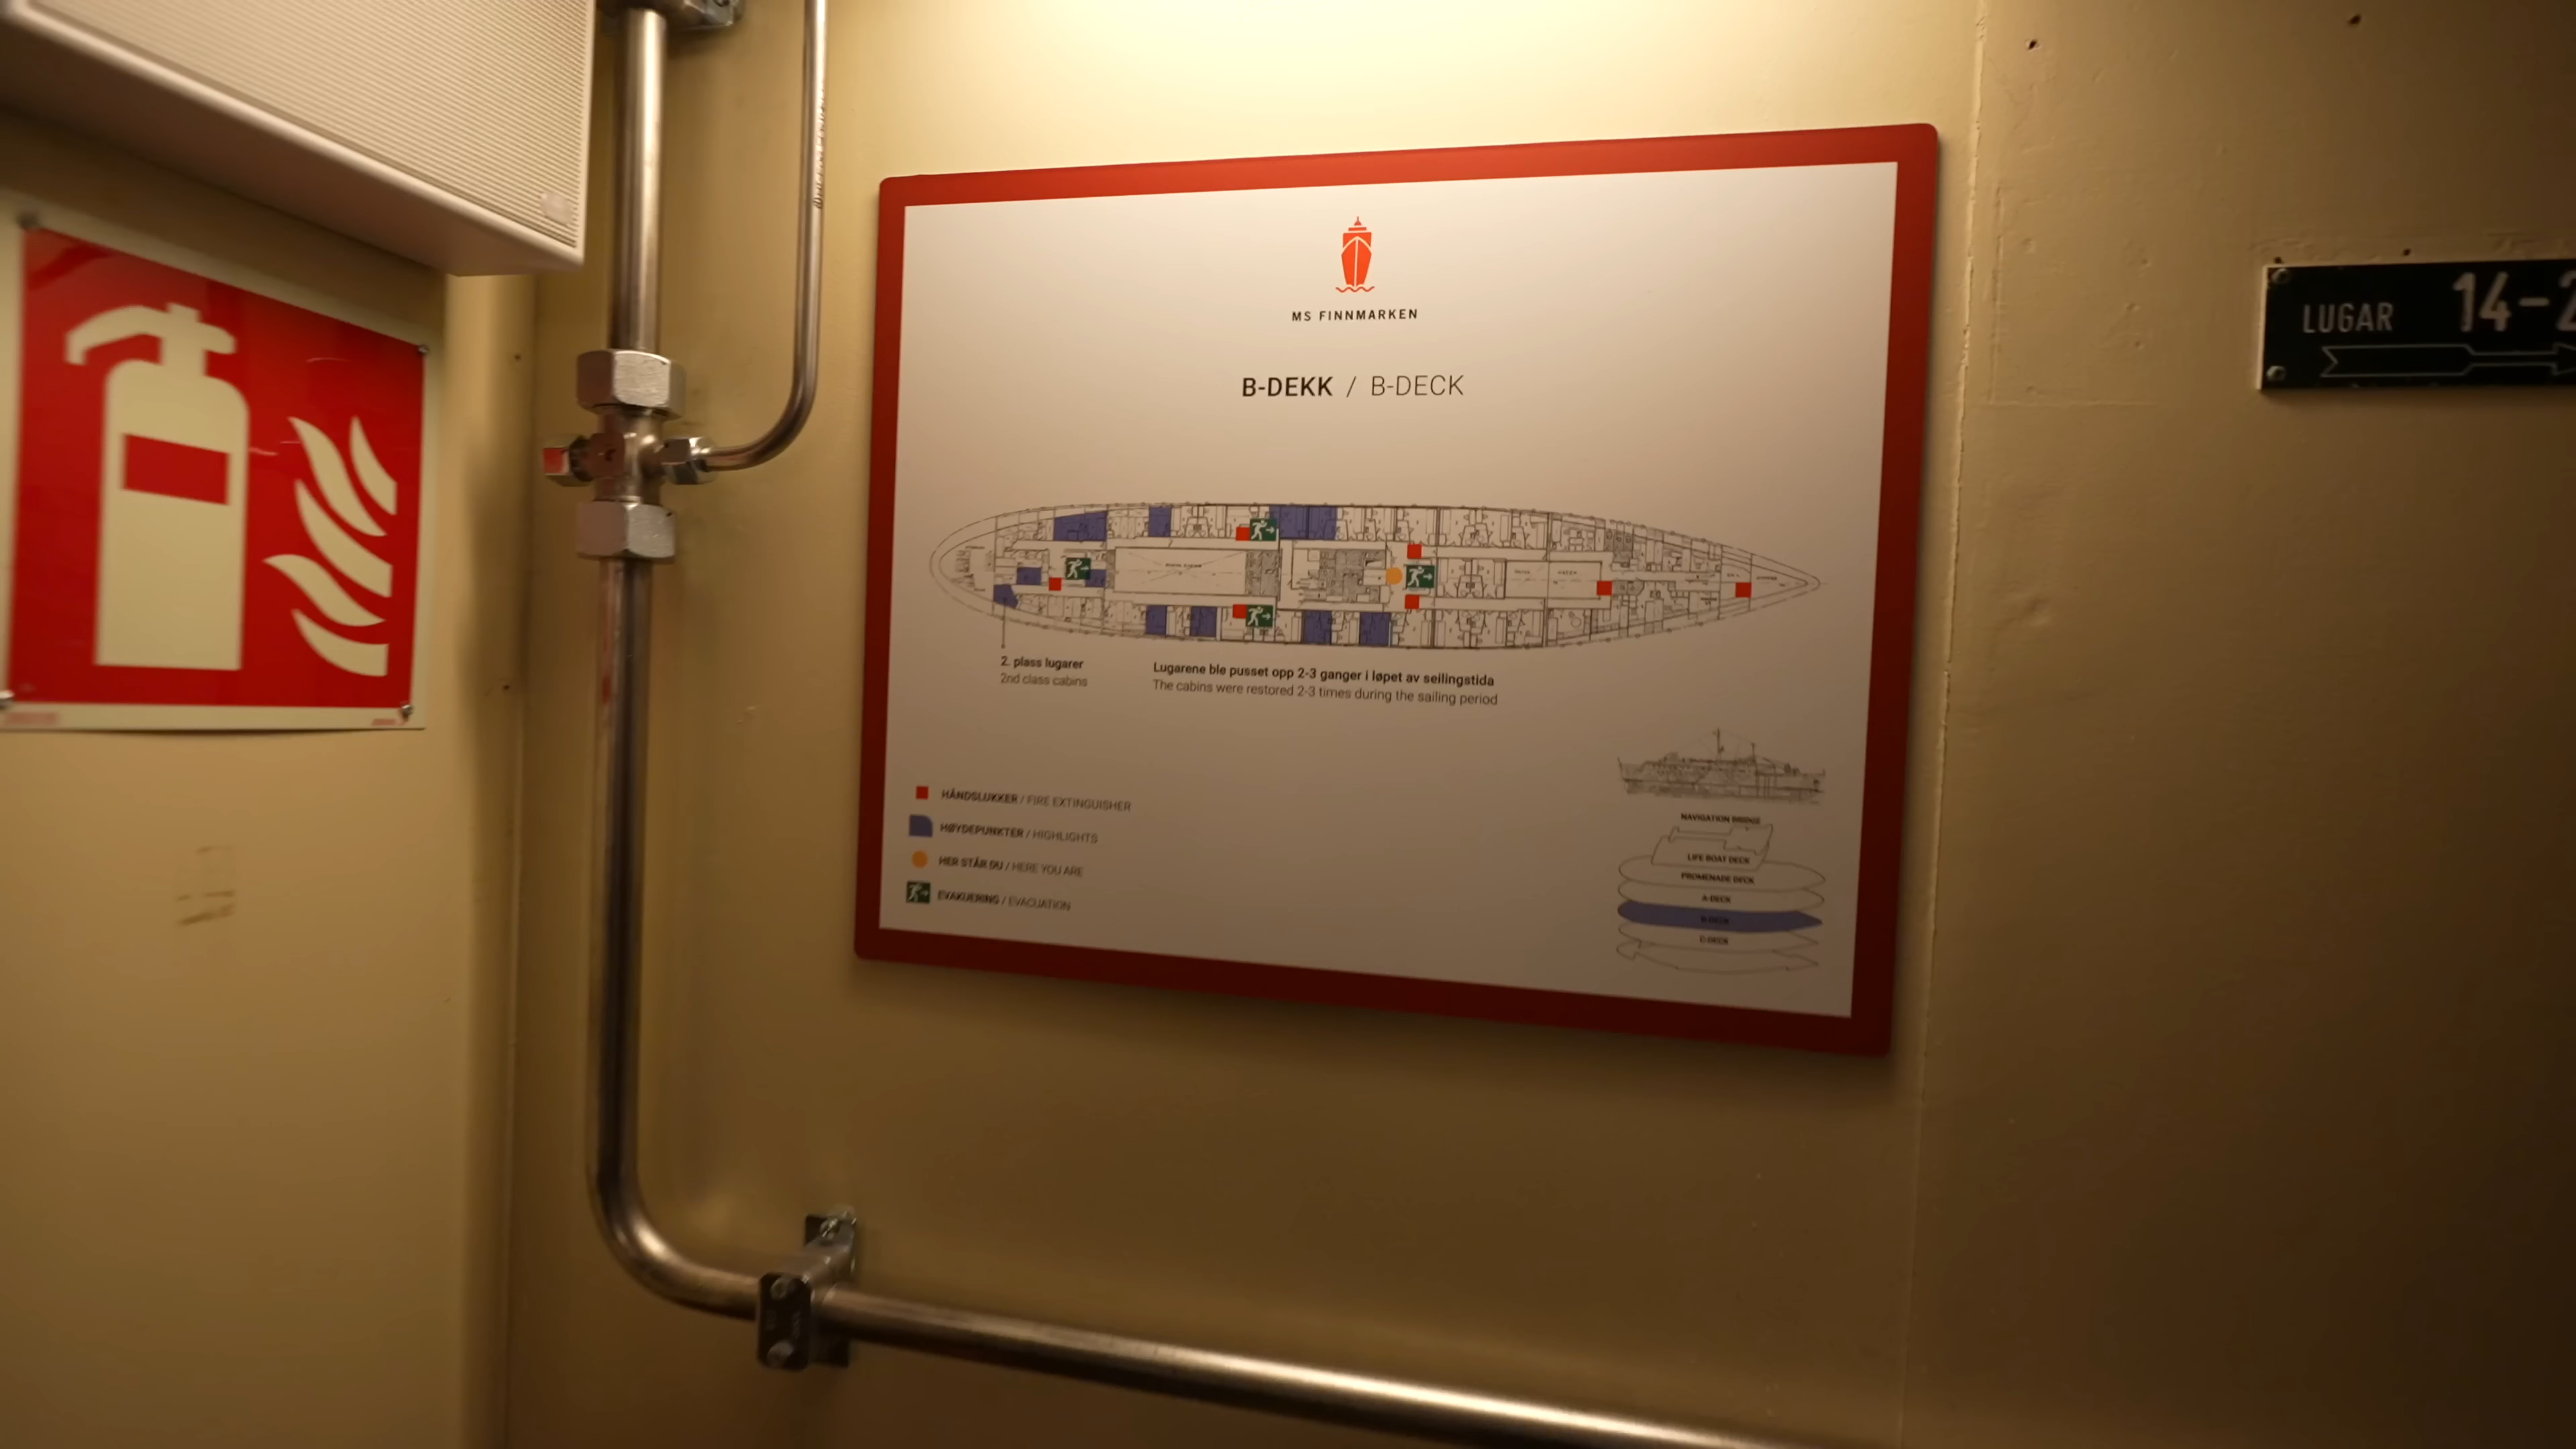 MS FINNMARKEN
B-DEKK / B-DECK
2. plass lugarer
2nd class cabins
Lugarene ble pusset opp 2-3 ganger i løpet av seilingstida
The cabins were restored 2-3 times during the sailing period
HÅNDSLUKKER / FIRE EXTINGUISHER
HØYDEPUNKTER / HIGHLIGHTS
HER STÅR DU / HERE YOU ARE
EVAKUERING / EVACUATION
NAVIGATION BRIDGE
LIFE BOAT DECK
PROMENADE DECK
A-DECK
B-DECK
C-DECK
LUGAR 14-2